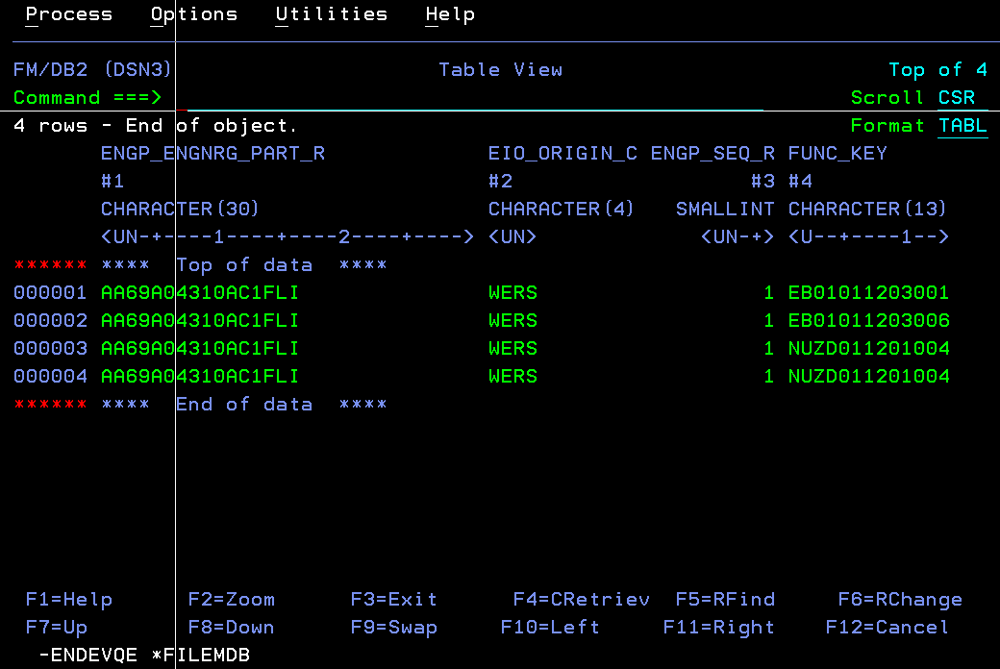 Process Options Utilities Help
FM/DB2 (DSN3) Table View Top of 4
Command ===> Scroll CSR
4 rows - End of object. Format TABL
ENGP_ENGNRG_PART_R EIO_ORIGIN_C ENGP_SEQ_R FUNC_KEY
#1 #2 #3 #4
CHARACTER(30) CHARACTER(4) SMALLINT CHARACTER(13)
<UN-+----1----+----2----+----> <UN> <UN-+> <U--+----1-->
****** **** Top of data ****
000001 AA69A04310AC1FLI WERS 1 EB01011203001
000002 AA69A04310AC1FLI WERS 1 EB01011203006
000003 AA69A04310AC1FLI WERS 1 NUZD011201004
000004 AA69A04310AC1FLI WERS 1 NUZD011201004
****** **** End of data ****
F1=Help F2=Zoom F3=Exit F4=CRetriev F5=RFind F6=RChange
F7=Up F8=Down F9=Swap F10=Left F11=Right F12=Cancel
-ENDEVQE *FILEMDB